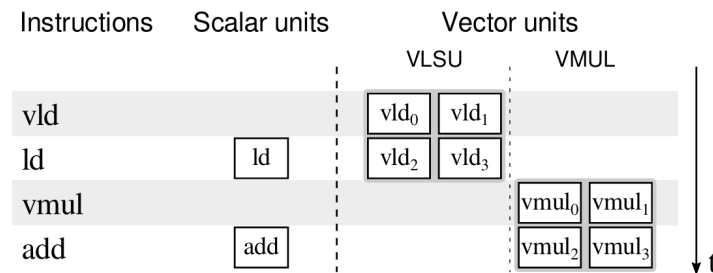 Instructions Scalar units Vector units
VLSU VMUL
vld vld₀ vld₁
ld ld vld₂ vld₃
vmul vmul₀ vmul₁
add add vmul₂ vmul₃
t